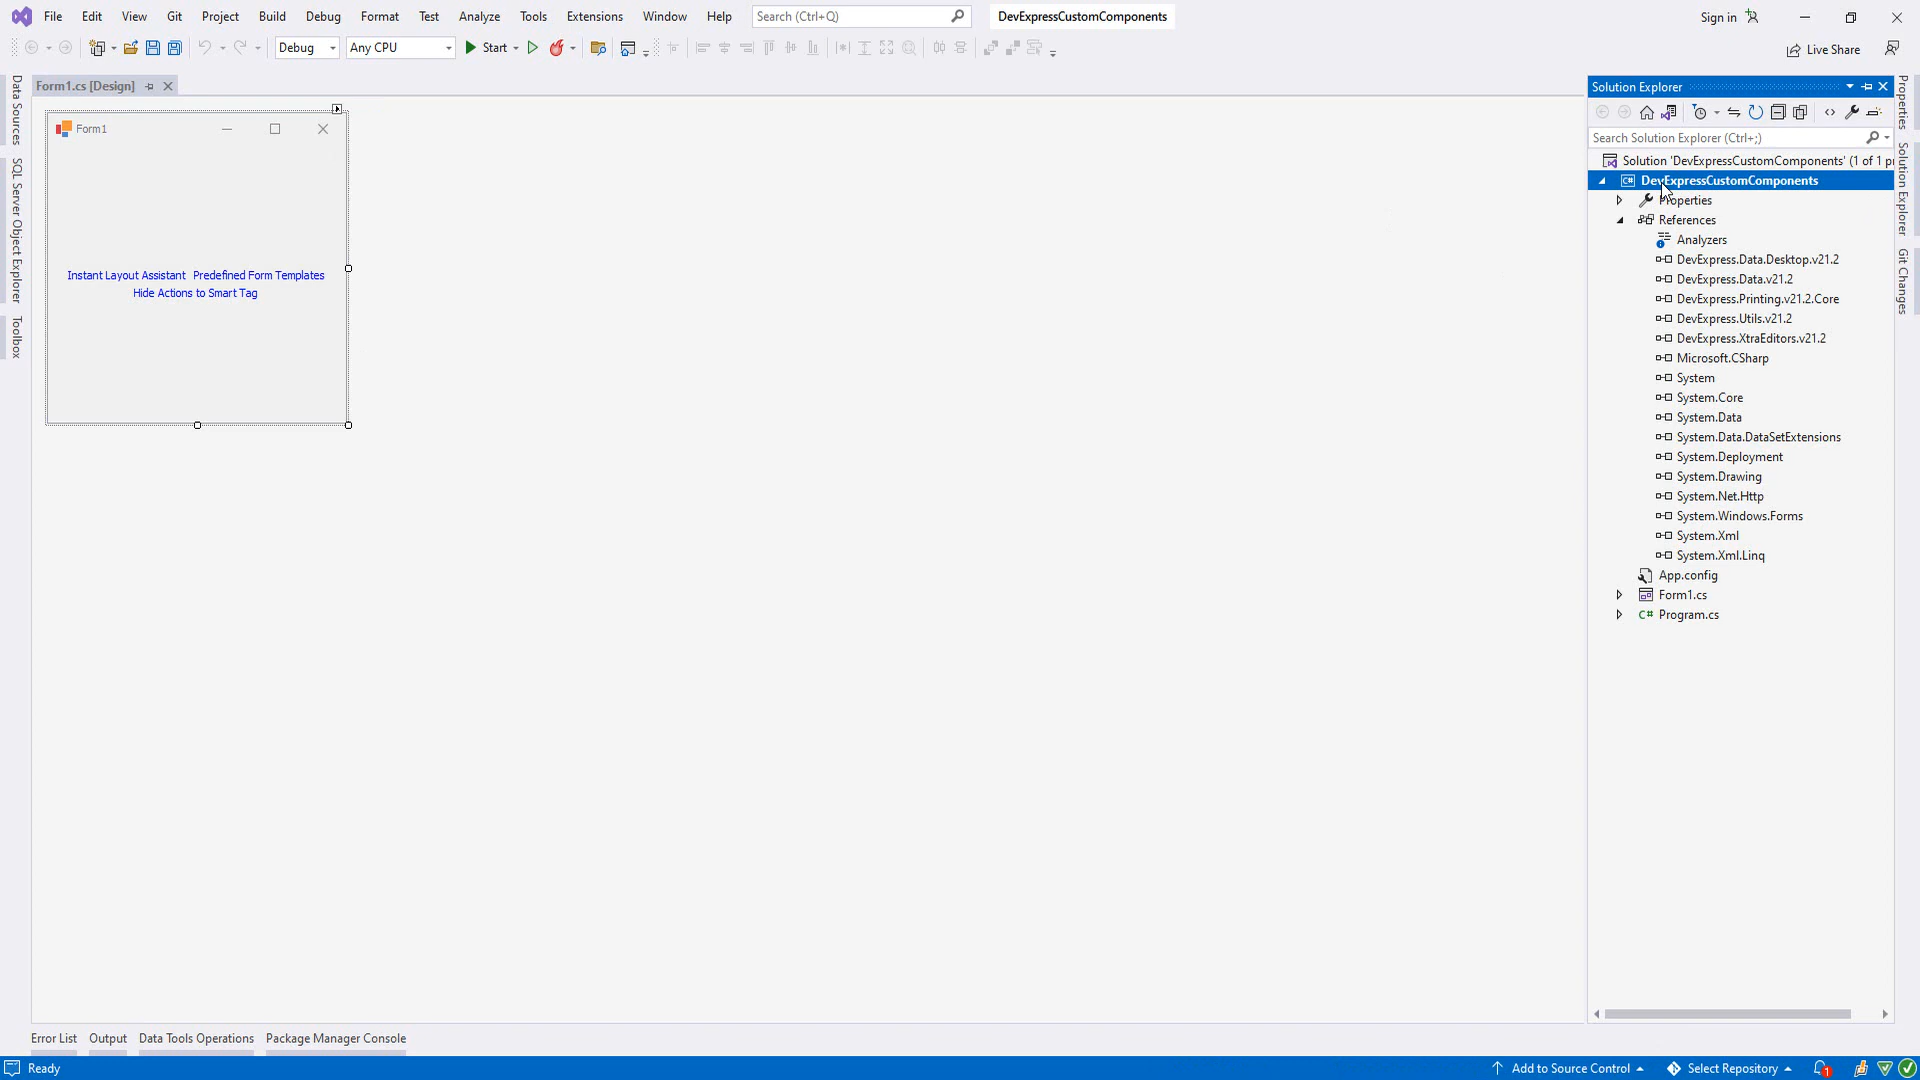 File Edit View Git Project Build Debug Format Test Analyze Tools Extensions Window Help Search (Ctrl+Q) DevExpressCustomComponents Sign in
Debug Any CPU Start Live Share
Form1.cs [Design]
Form1
Instant Layout Assistant Predefined Form Templates
Hide Actions to Smart Tag
Data Sources
SQL Server Object Explorer
Toolbox
Solution Explorer
Search Solution Explorer (Ctrl+;)
Solution 'DevExpressCustomComponents' (1 of 1 pr
DevExpressCustomComponents
Properties
References
Analyzers
DevExpress.Data.Desktop.v21.2
DevExpress.Data.v21.2
DevExpress.Printing.v21.2.Core
DevExpress.Utils.v21.2
DevExpress.XtraEditors.v21.2
Microsoft.CSharp
System
System.Core
System.Data
System.Data.DataSetExtensions
System.Deployment
System.Drawing
System.Net.Http
System.Windows.Forms
System.Xml
System.Xml.Linq
App.config
Form1.cs
C# Program.cs
Properties
Solution Explorer
Git Changes
Error List Output Data Tools Operations Package Manager Console
Ready Add to Source Control Select Repository 1